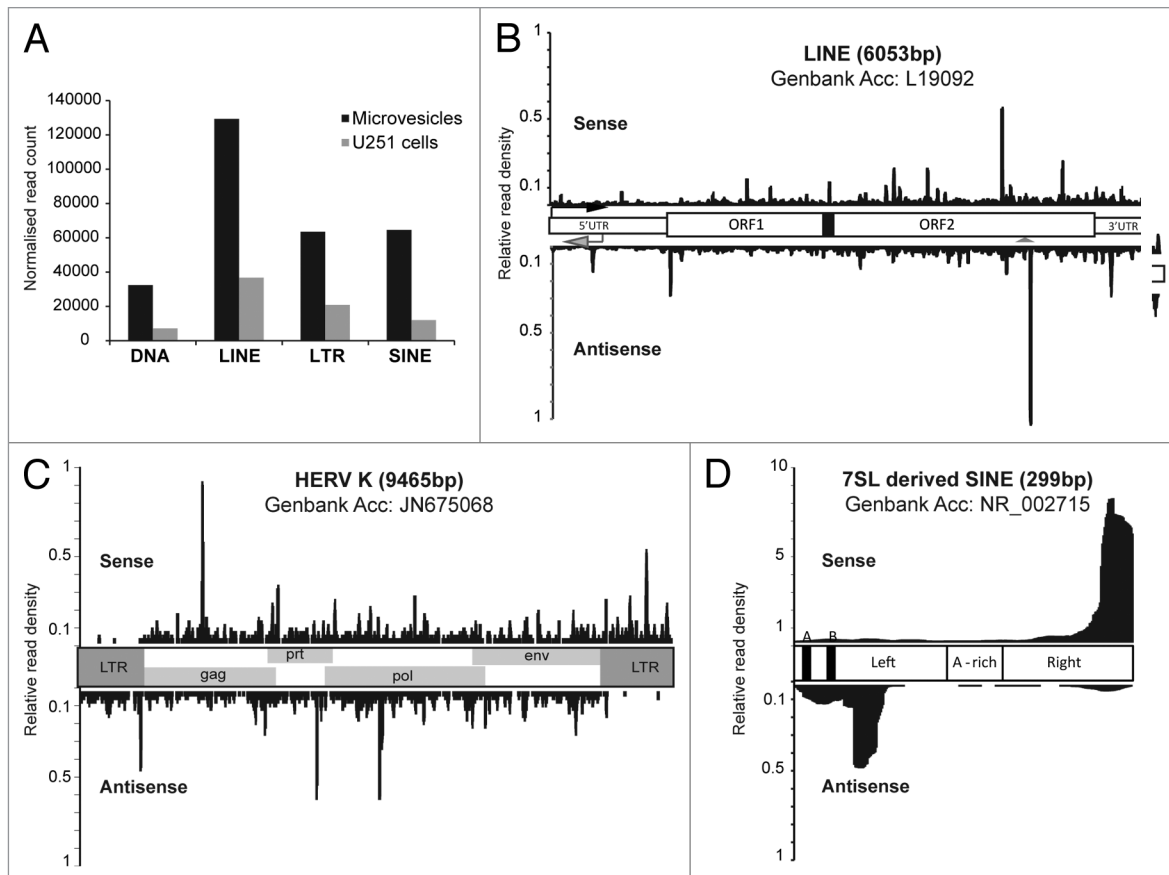 A
Normalised read count
140000
120000
100000
80000
60000
40000
20000
0
Microvesicles
U251 cells
DNA LINE LTR SINE
B
LINE (6053bp)
Genbank Acc: L19092
Relative read density
1
0.5
0.1
Sense
5'UTR ORF1 ORF2 3'UTR
0.1
0.5
1
Antisense
C
HERV K (9465bp)
Genbank Acc: JN675068
Relative read density
1
0.5
0.1
Sense
LTR gag prt pol env LTR
0.1
0.5
1
Antisense
D
7SL derived SINE (299bp)
Genbank Acc: NR_002715
Relative read density
10
5
1
Sense
A B
Left A-rich Right
0.1
0.5
1
Antisense